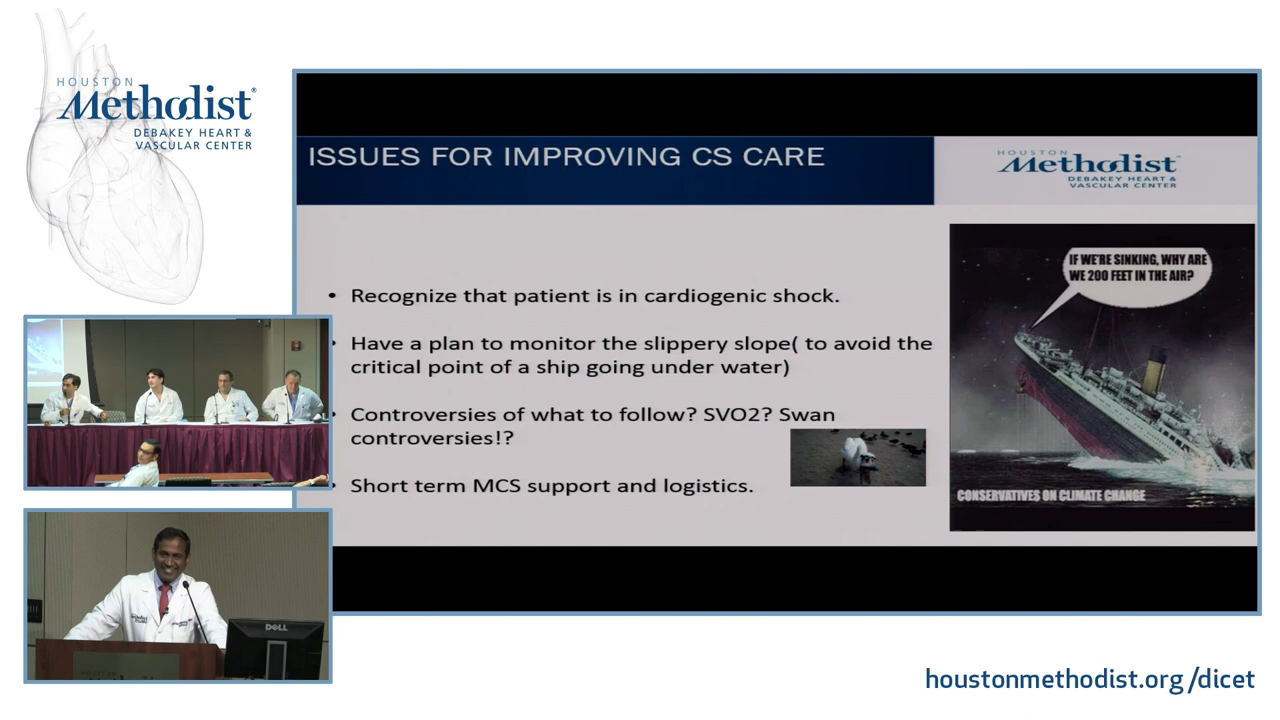 HOUSTON
Methodist®
DEBAKEY HEART &
VASCULAR CENTER
ISSUES FOR IMPROVING CS CARE
HOUSTON
Methodist™
DEBAKEY HEART &
VASCULAR CENTER
• Recognize that patient is in cardiogenic shock.
• Have a plan to monitor the slippery slope( to avoid the
critical point of a ship going under water)
• Controversies of what to follow? SVO2? Swan
controversies!?
• Short term MCS support and logistics.
IF WE'RE SINKING, WHY ARE
WE 200 FEET IN THE AIR?
CONSERVATIVES ON CLIMATE CHANGE
Methodist
DELL
HOUSTON
houstonmethodist.org/dicet